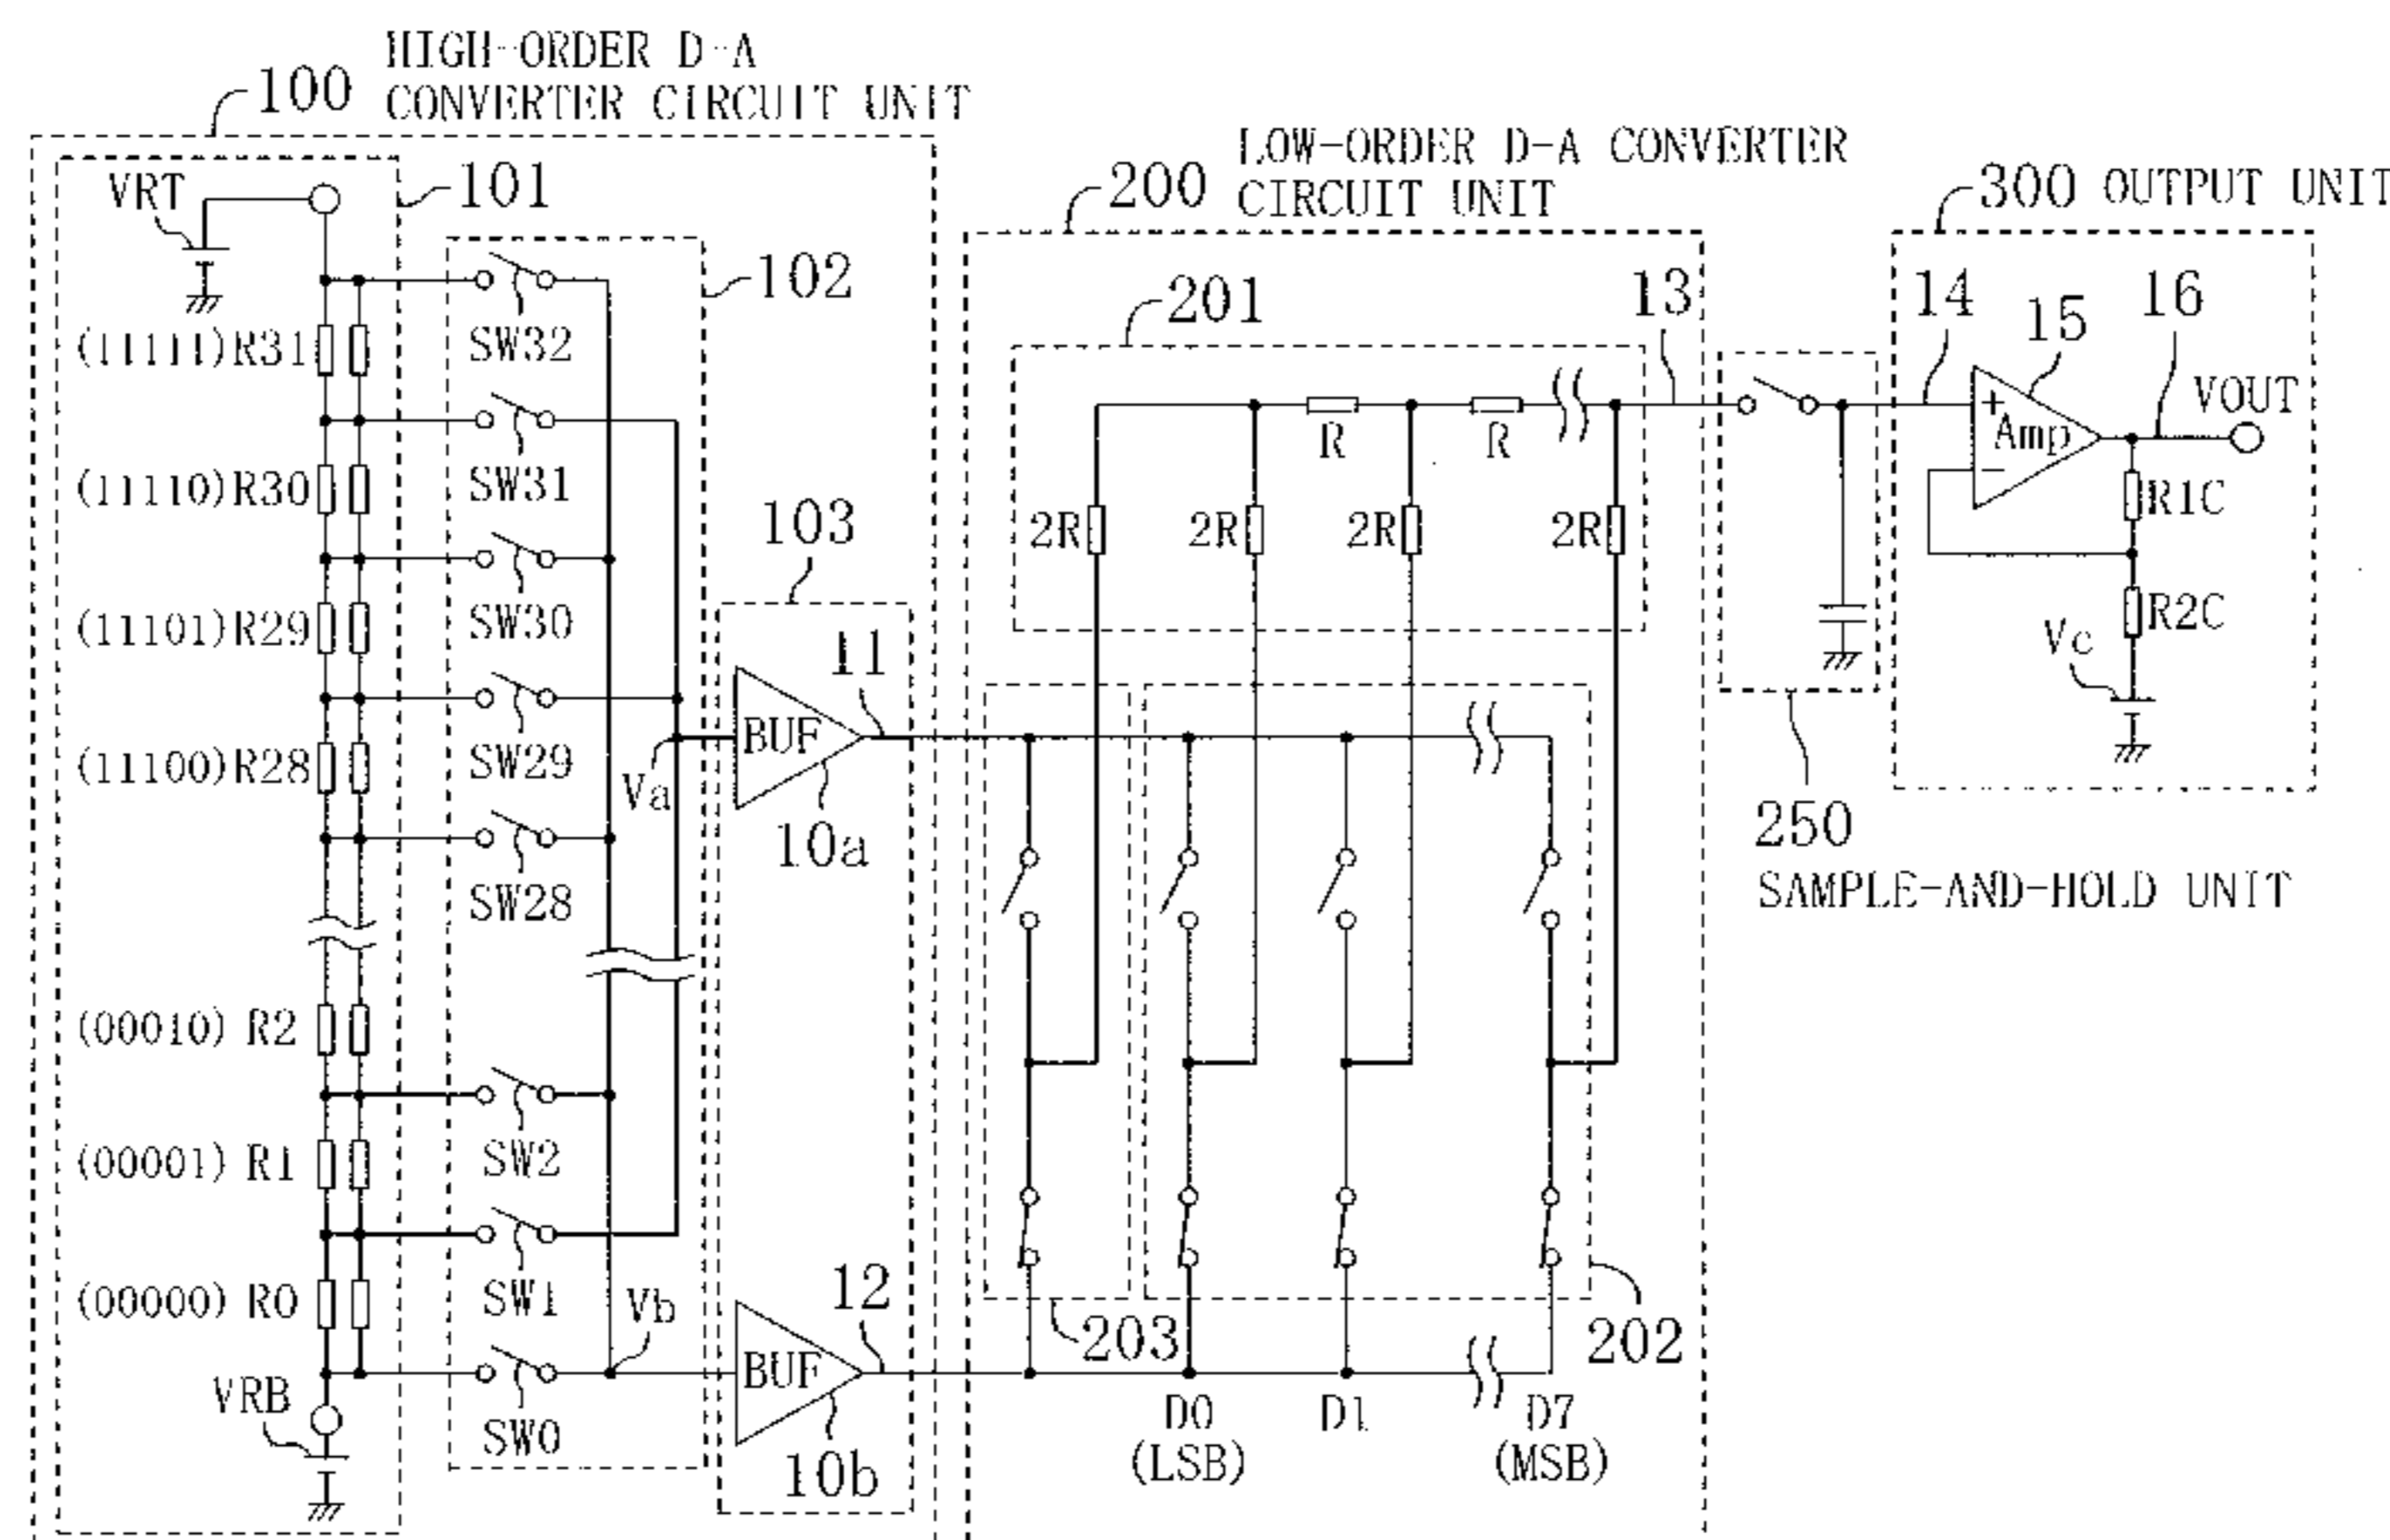 HIGH-ORDER D-A
CONVERTER CIRCUIT UNIT
100
101
VRT
102
(11111)R31
SW32
(11110)R30
SW31
(11101)R29
SW30
(11100)R28
SW29
SW28
Va
103
BUF
11
10a
(00010) R2
SW2
(00001) R1
SW1
(00000) R0
SW0
Vb
VRB
BUF
12
10b
LOW-ORDER D-A CONVERTER
CIRCUIT UNIT
200
201
13
R
R
2R
2R
2R
2R
203
202
D0
(LSB)
D1
D7
(MSB)
250
SAMPLE-AND-HOLD UNIT
300 OUTPUT UNIT
14
15
16
VOUT
+
Amp
−
R1C
R2C
Vc